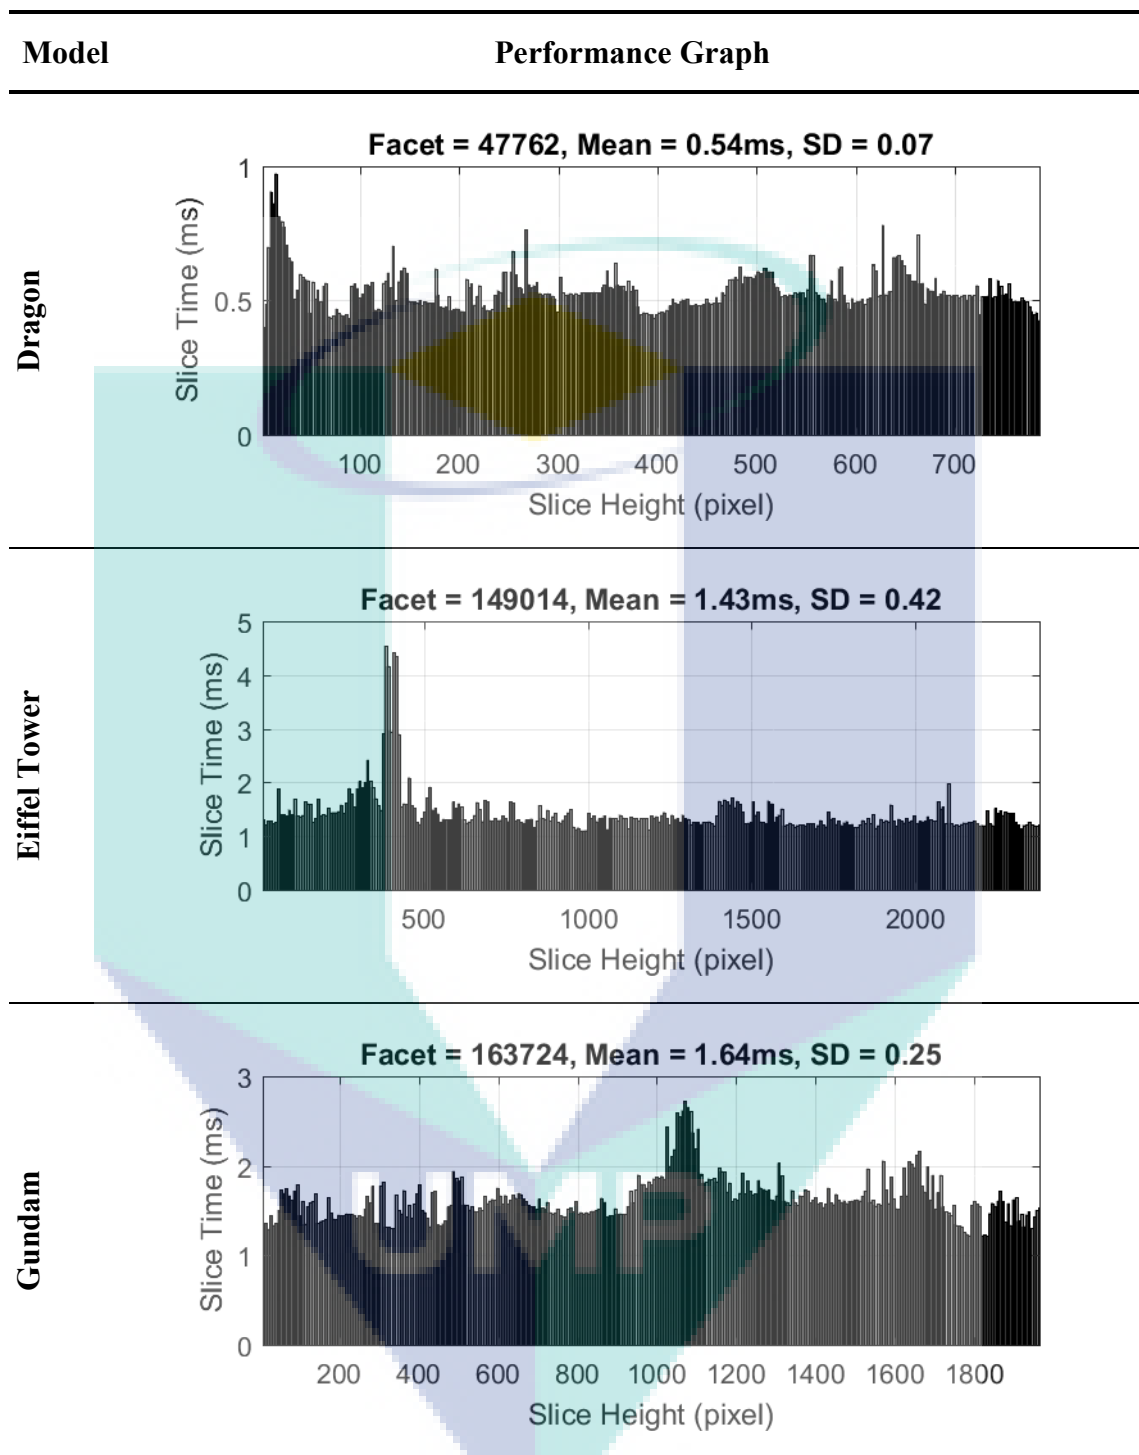 Model Performance Graph
Dragon
Facet = 47762, Mean = 0.54ms, SD = 0.07
Slice Time (ms)
1
0.5
0
100 200 300 400 500 600 700
Slice Height (pixel)
Eiffel Tower
Facet = 149014, Mean = 1.43ms, SD = 0.42
Slice Time (ms)
5
4
3
2
1
0
500 1000 1500 2000
Slice Height (pixel)
Gundam
Facet = 163724, Mean = 1.64ms, SD = 0.25
Slice Time (ms)
3
2
1
0
200 400 600 800 1000 1200 1400 1600 1800
Slice Height (pixel)
UMP